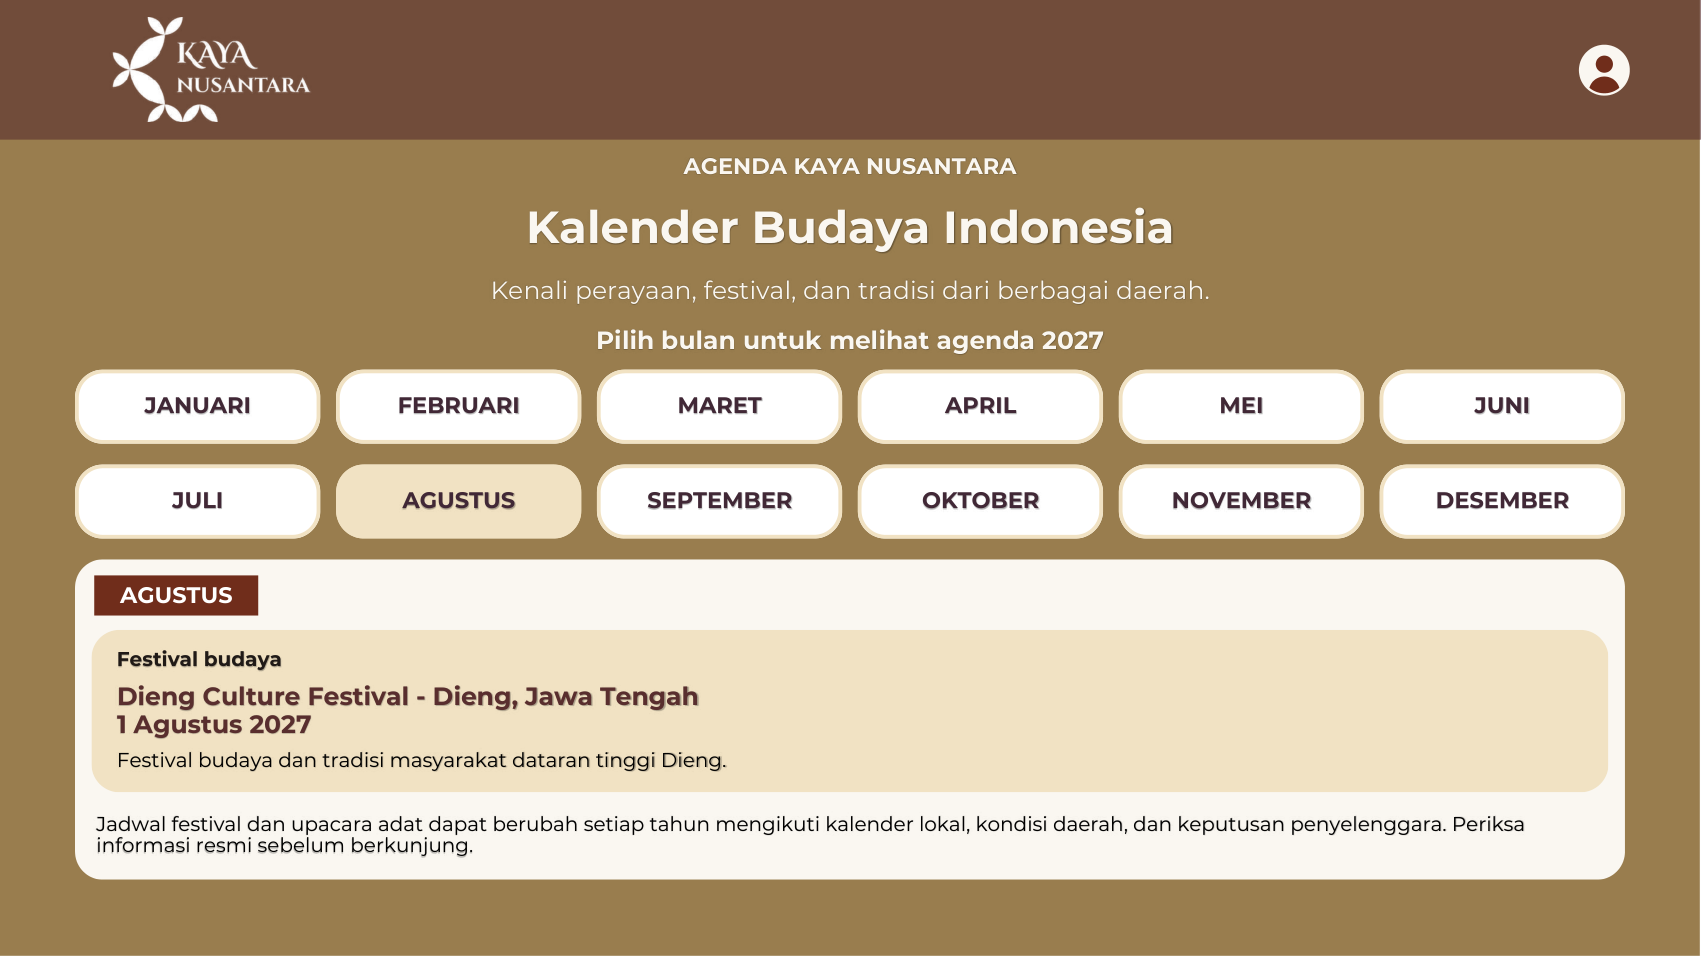 KAYA
NUSANTARA
AGENDA KAYA NUSANTARA
Kalender Budaya Indonesia
Kenali perayaan, festival, dan tradisi dari berbagai daerah.
Pilih bulan untuk melihat agenda 2027
JANUARI
FEBRUARI
MARET
APRIL
MEI
JUNI
JULI
AGUSTUS
SEPTEMBER
OKTOBER
NOVEMBER
DESEMBER
AGUSTUS
Festival budaya
Dieng Culture Festival - Dieng, Jawa Tengah
1 Agustus 2027
Festival budaya dan tradisi masyarakat dataran tinggi Dieng.
Jadwal festival dan upacara adat dapat berubah setiap tahun mengikuti kalender lokal, kondisi daerah, dan keputusan penyelenggara. Periksa
informasi resmi sebelum berkunjung.